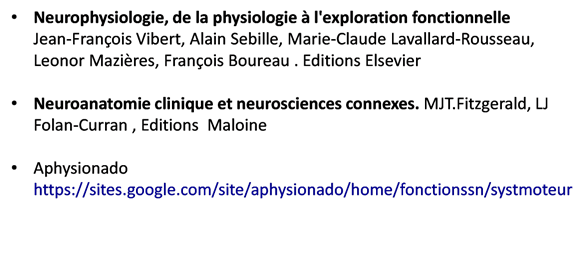 • Neurophysiologie, de la physiologie à l'exploration fonctionnelle
Jean-François Vibert, Alain Sebille, Marie-Claude Lavallard-Rousseau,
Leonor Mazières, François Boureau . Editions Elsevier
• Neuroanatomie clinique et neurosciences connexes. MJT.Fitzgerald, LJ
Folan-Curran , Editions  Maloine
• Aphysionado
https://sites.google.com/site/aphysionado/home/fonctionssn/systmoteur